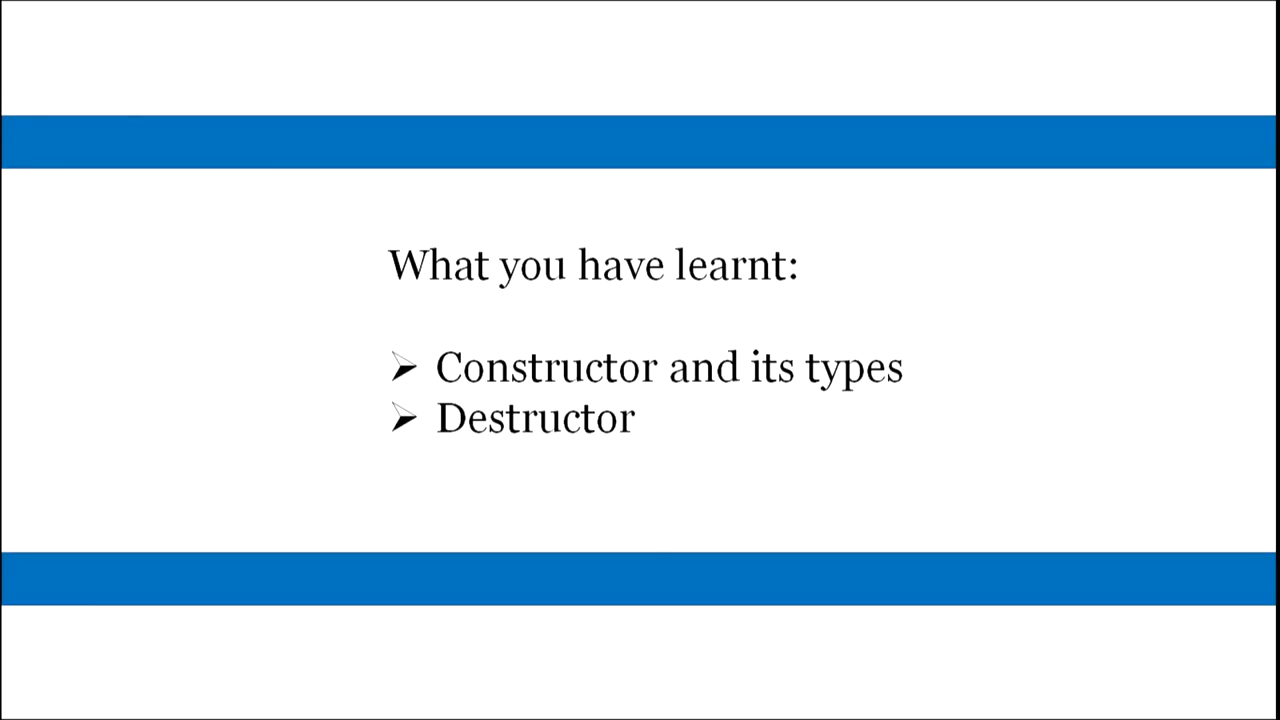 What you have learnt:
➢ Constructor and its types
➢ Destructor